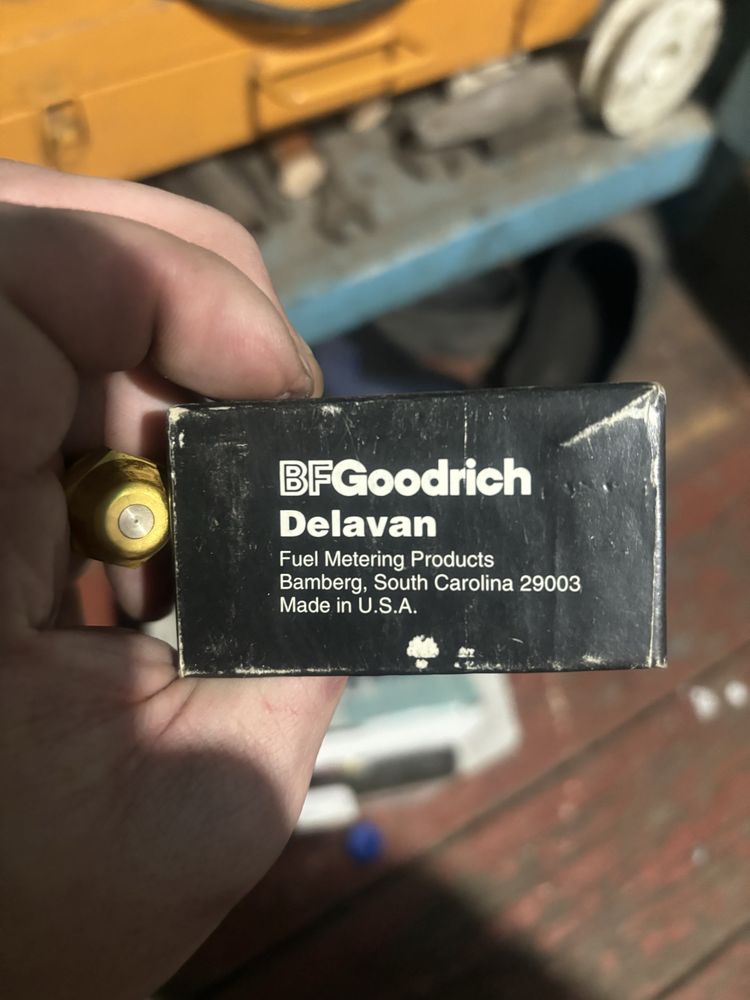 BFGoodrich
Delavan
Fuel Metering Products
Bamberg, South Carolina 29003
Made in U.S.A.